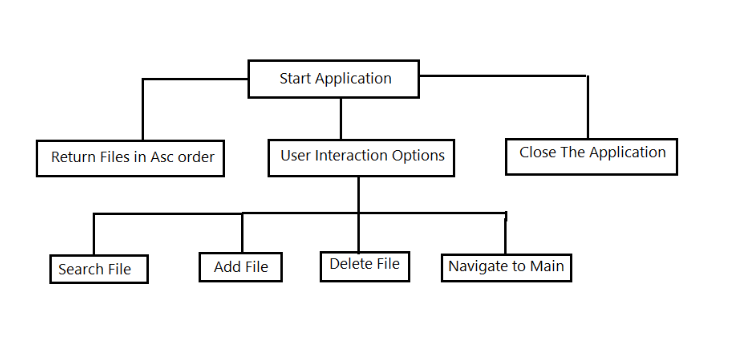 Start Application
Return Files in Asc order
User Interaction Options
Close The Application
Search File
Add File
Delete File
Navigate to Main